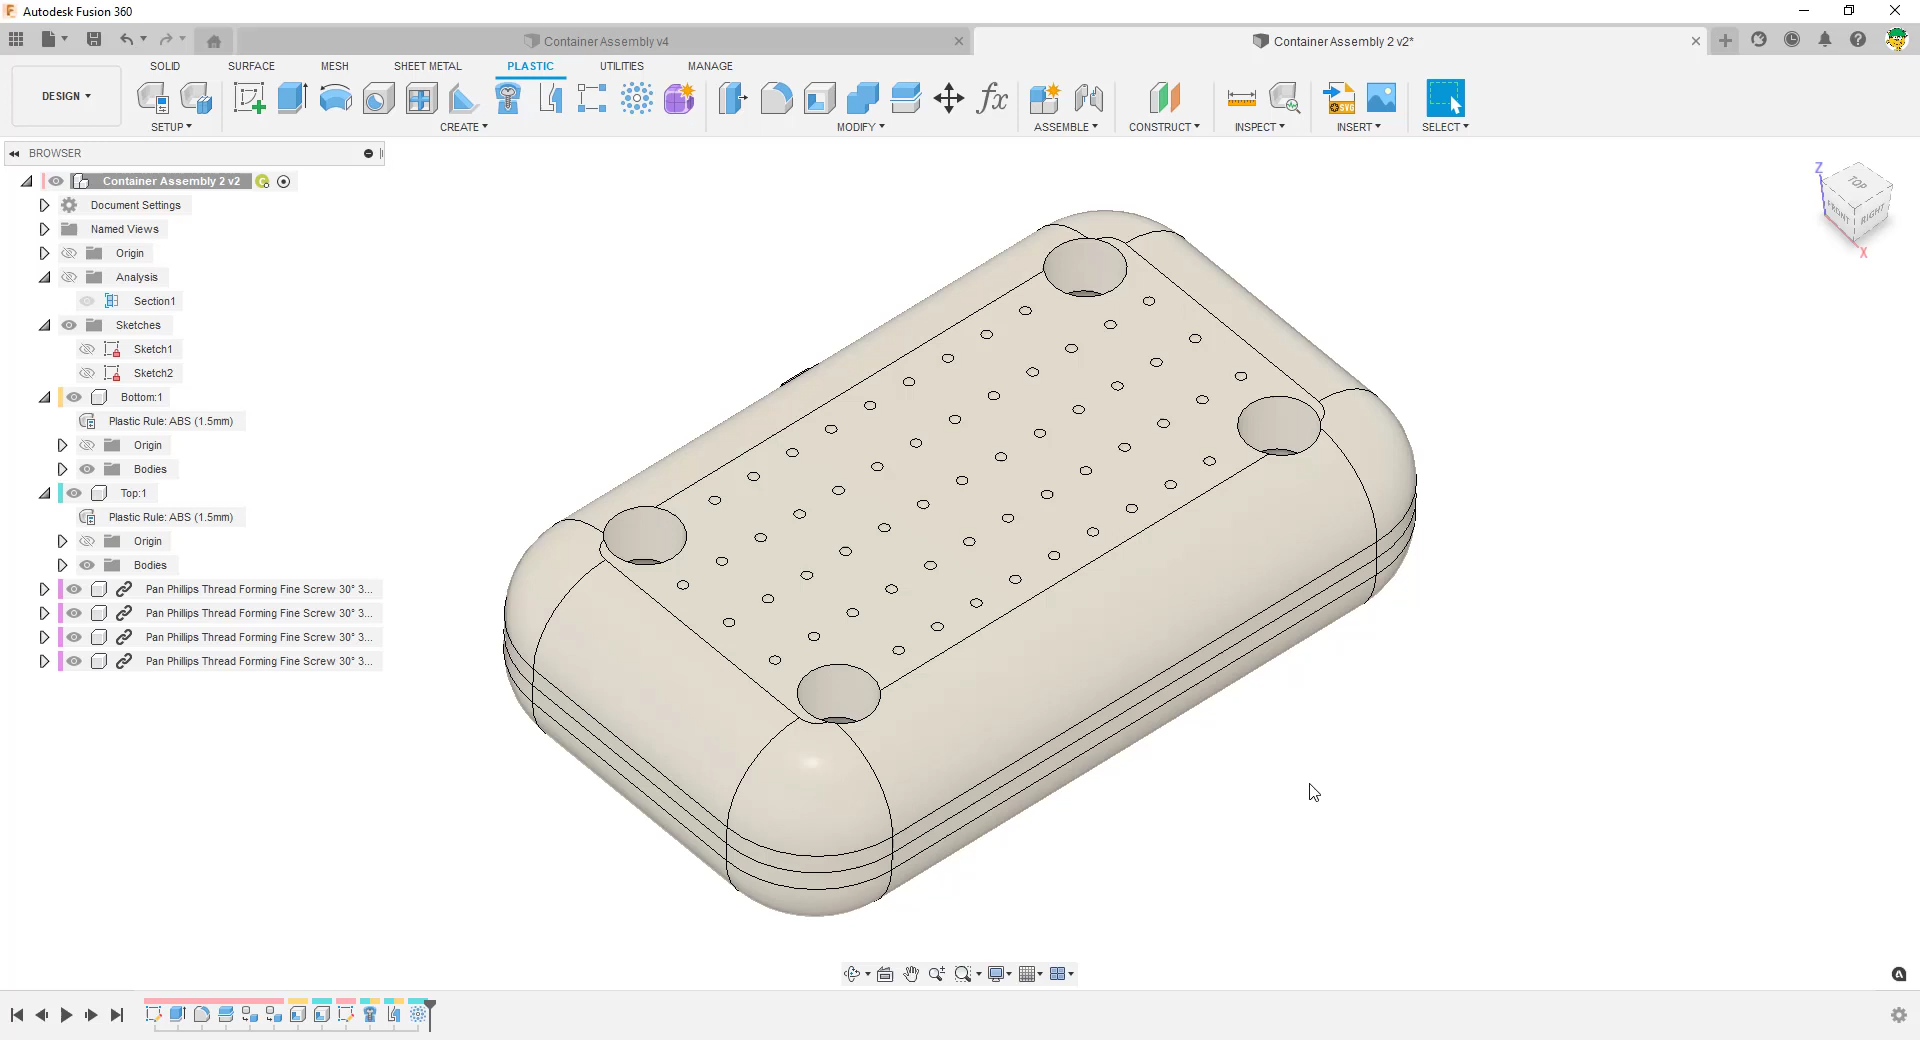 Autodesk Fusion 360
Container Assembly v4
Container Assembly 2 v2*
DESIGN
SOLID
SURFACE
MESH
SHEET METAL
PLASTIC
UTILITIES
MANAGE
SETUP
CREATE
MODIFY
ASSEMBLE
CONSTRUCT
INSPECT
INSERT
SELECT
BROWSER
Container Assembly 2 v2
Document Settings
Named Views
Origin
Analysis
Section1
Sketches
Sketch1
Sketch2
Bottom:1
Plastic Rule: ABS (1.5mm)
Origin
Bodies
Top:1
Plastic Rule: ABS (1.5mm)
Origin
Bodies
Pan Phillips Thread Forming Fine Screw 30° 3...
Pan Phillips Thread Forming Fine Screw 30° 3...
Pan Phillips Thread Forming Fine Screw 30° 3...
Pan Phillips Thread Forming Fine Screw 30° 3...
Z
TOP
FRONT
RIGHT
X